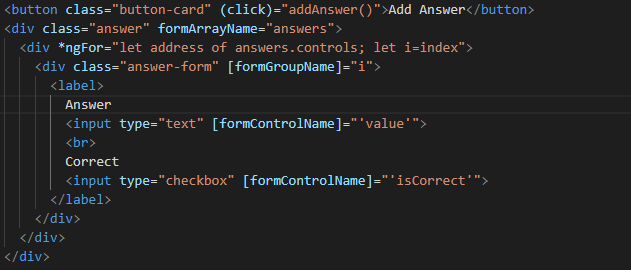 <button class="button-card" (click)="addAnswer()">Add Answer</button>
<div class="answer" formArrayName="answers">
  <div *ngFor="let address of answers.controls; let i=index">
    <div class="answer-form" [formGroupName]="i">
      <label>
        Answer
        <input type="text" [formControlName]="'value'">
        <br>
        Correct
        <input type="checkbox" [formControlName]="'isCorrect'">
      </label>
    </div>
  </div>
</div>